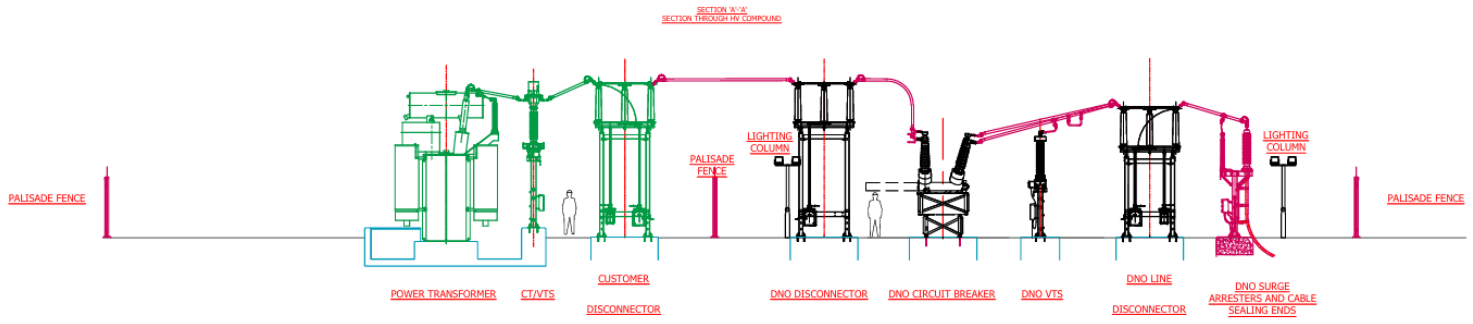 SECTION 'A'-'A'
SECTION THROUGH HV COMPOUND
LIGHTING
COLUMN
PALISADE
FENCE
LIGHTING
COLUMN
PALISADE FENCE
PALISADE FENCE
POWER TRANSFORMER
CT/VTS
CUSTOMER
DISCONNECTOR
DNO DISCONNECTOR
DNO CIRCUIT BREAKER
DNO VTS
DNO LINE
DISCONNECTOR
DNO SURGE
ARRESTERS AND CABLE
SEALING ENDS